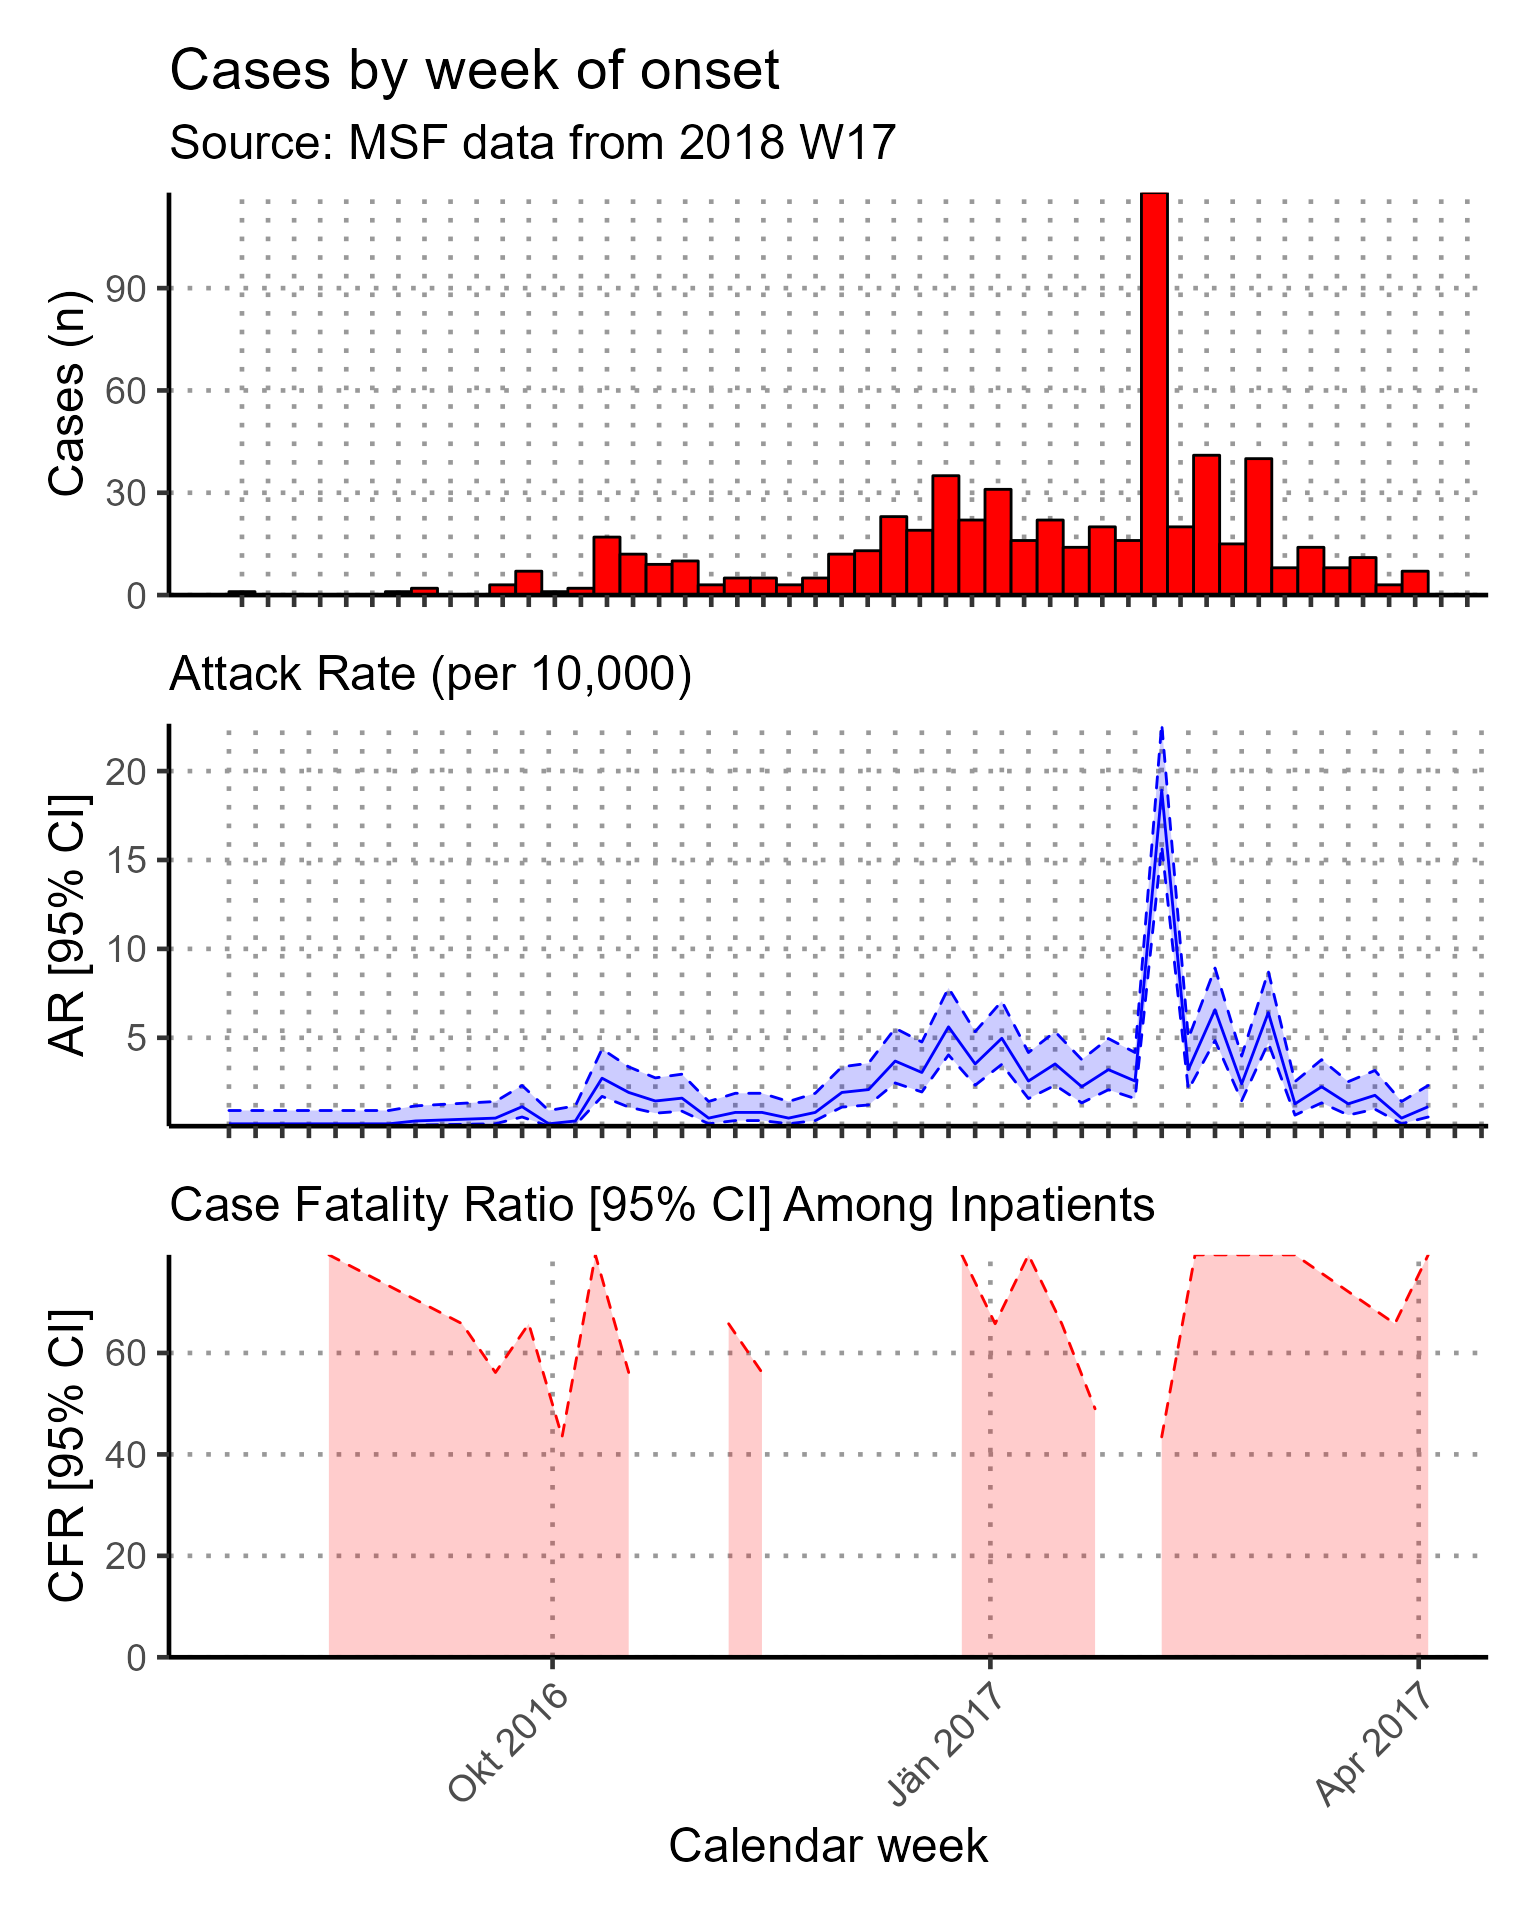 Cases by week of onset
Source: MSF data from 2018 W17
Cases (n)
90
60
30
0
Attack Rate (per 10,000)
AR [95% CI]
20
15
10
5
Case Fatality Ratio [95% CI] Among Inpatients
CFR [95% CI]
60
40
20
0
Okt 2016
Jän 2017
Apr 2017
Calendar week